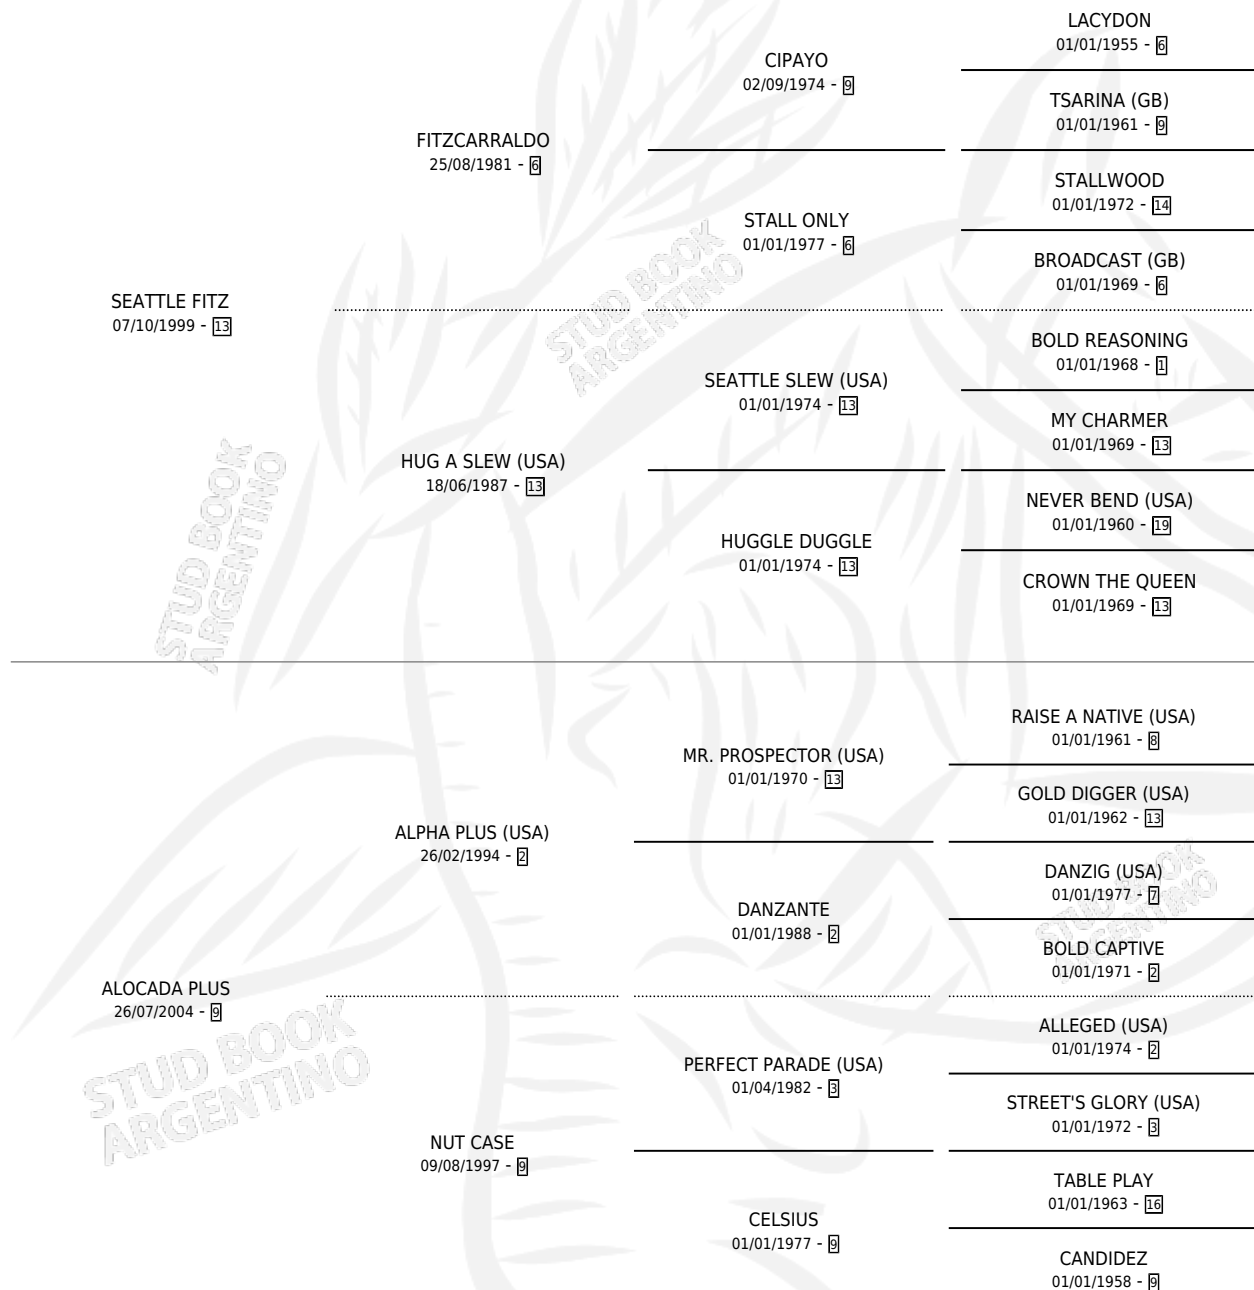 LACYDON
01/01/1955 - 6
CIPAYO
02/09/1974 - 9
TSARINA (GB)
01/01/1961 - 9
FITZCARRALDO
25/08/1981 - 6
STALLWOOD
01/01/1972 - 14
STALL ONLY
01/01/1977 - 6
BROADCAST (GB)
01/01/1969 - 6
SEATTLE FITZ
07/10/1999 - 13
BOLD REASONING
01/01/1968 - 1
SEATTLE SLEW (USA)
01/01/1974 - 13
MY CHARMER
01/01/1969 - 13
HUG A SLEW (USA)
18/06/1987 - 13
NEVER BEND (USA)
01/01/1960 - 19
HUGGLE DUGGLE
01/01/1974 - 13
CROWN THE QUEEN
01/01/1969 - 13
RAISE A NATIVE (USA)
01/01/1961 - 8
MR. PROSPECTOR (USA)
01/01/1970 - 13
GOLD DIGGER (USA)
01/01/1962 - 13
ALPHA PLUS (USA)
26/02/1994 - 2
DANZIG (USA)
01/01/1977 - 7
DANZANTE
01/01/1988 - 2
BOLD CAPTIVE
01/01/1971 - 2
ALOCADA PLUS
26/07/2004 - 9
ALLEGED (USA)
01/01/1974 - 2
PERFECT PARADE (USA)
01/04/1982 - 3
STREET'S GLORY (USA)
01/01/1972 - 3
NUT CASE
09/08/1997 - 9
TABLE PLAY
01/01/1963 - 16
CELSIUS
01/01/1977 - 9
CANDIDEZ
01/01/1958 - 9
STUD BOOK
ARGENTINO
STUD BOOK
ARGENTINO
STUD BOOK
ARGENTINO
STUD BOOK
ARGENTINO